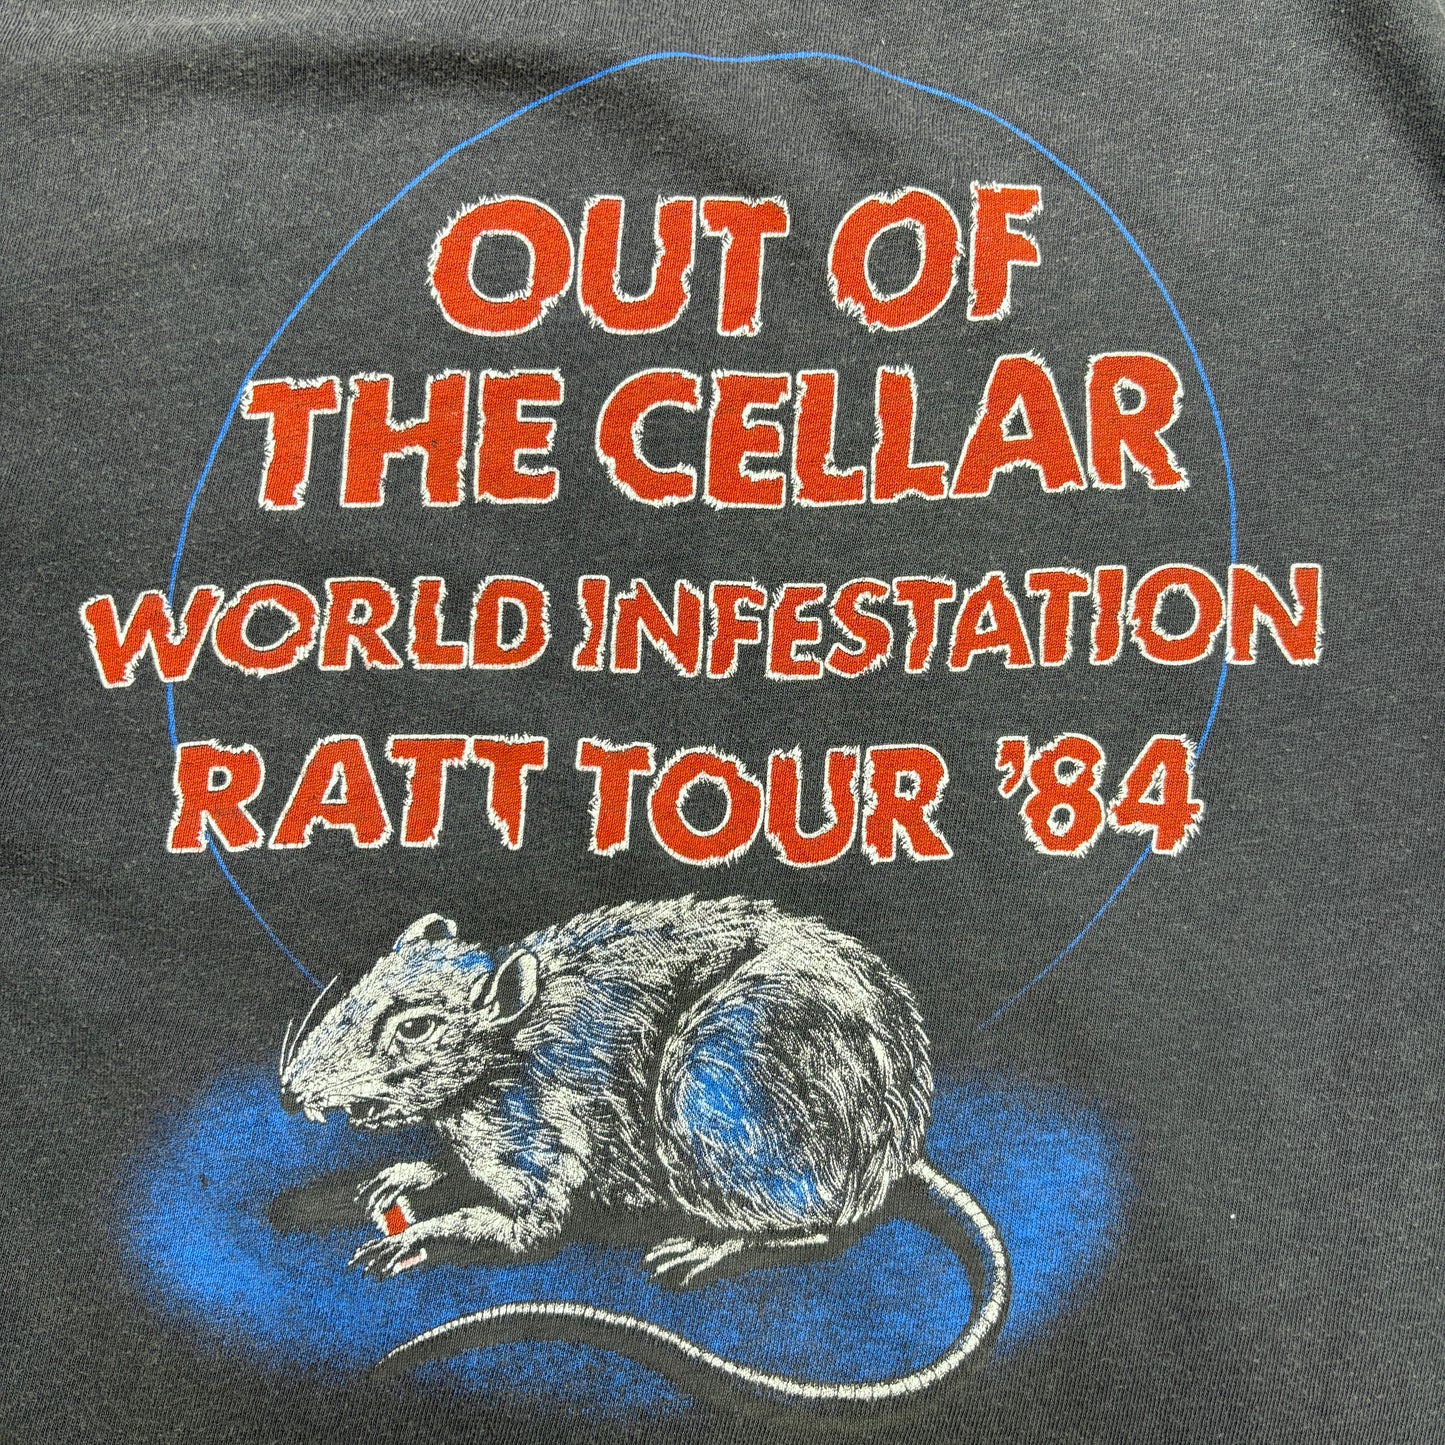 OUT OF
THE CELLAR
WORLD INFESTATION
RATT TOUR '84